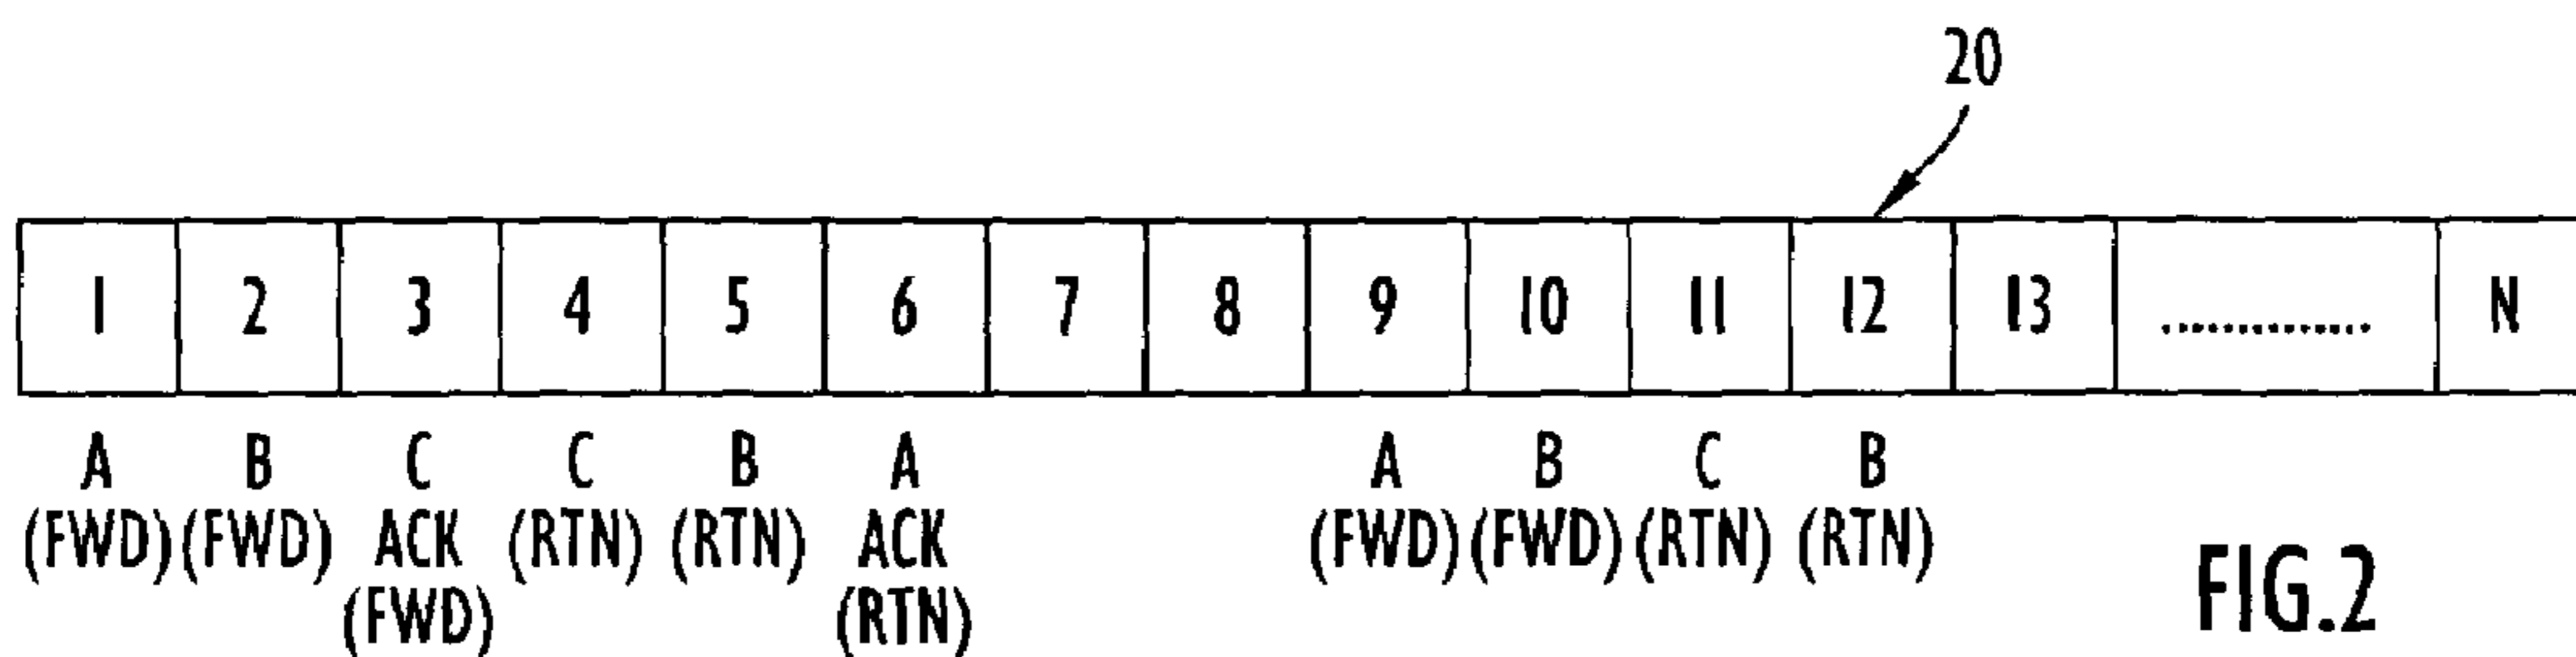 20
1 2 3 4 5 6 7 8 9 10 11 12 13 ............. N
A B C C B A A B C B
(FWD) (FWD) ACK (RTN) (RTN) ACK (FWD) (FWD) (RTN) (RTN)
(FWD) (RTN)
FIG.2